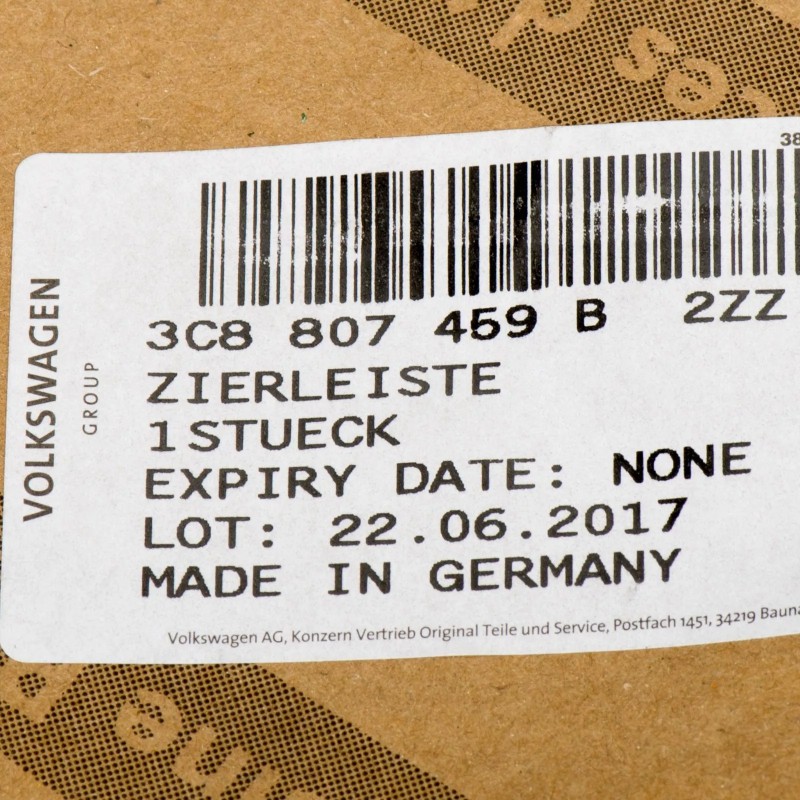 38
3C8 807 459 B 2ZZ
ZIERLEISTE
1STUECK
EXPIRY DATE: NONE
LOT: 22.06.2017
MADE IN GERMANY
Volkswagen AG, Konzern Vertrieb Original Teile und Service, Postfach 1451, 34219 Bauna
VOLKSWAGEN
GROUP